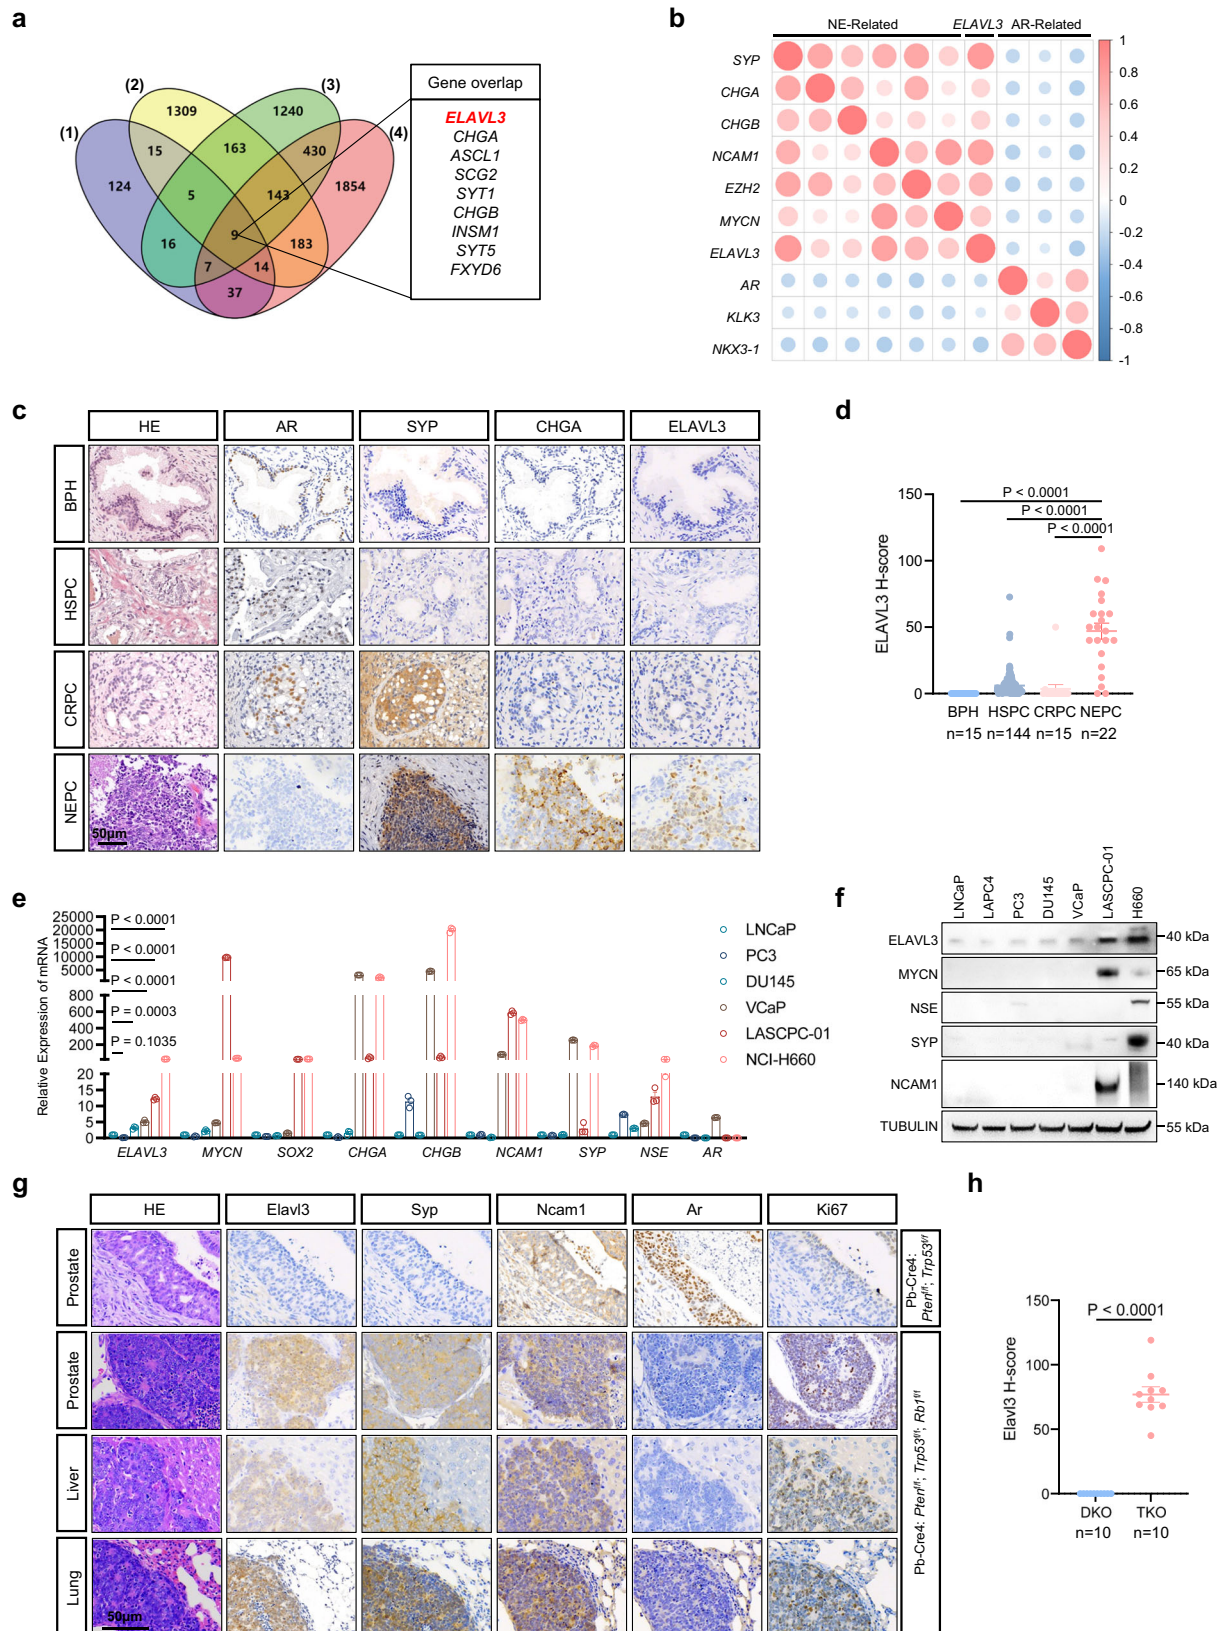 a
(1)
(2)
(3)
(4)
1309
1240
15
163
430
124
5
143
1854
16
9
183
7
14
37
Gene overlap
ELAVL3
CHGA
ASCL1
SCG2
SYT1
CHGB
INSM1
SYT5
FXYD6
b
NE-Related ELAVL3 AR-Related
SYP
CHGA
CHGB
NCAM1
EZH2
MYCN
ELAVL3
AR
KLK3
NKX3-1
1
0.8
0.6
0.4
0.2
0
-0.2
-0.4
-0.6
-0.8
-1
c
HE AR SYP CHGA ELAVL3
BPH
HSPC
CRPC
NEPC
50μm
d
ELAVL3 H-score
150
100
50
0
P < 0.0001
P < 0.0001
P < 0.0001
BPH HSPC CRPC NEPC
n=15 n=144 n=15 n=22
e
Relative Expression of mRNA
25000
20000
15000
10000
5000
800
600
400
200
20
15
10
5
0
P < 0.0001
P < 0.0001
P < 0.0001
P = 0.0003
P = 0.1035
ELAVL3 MYCN SOX2 CHGA CHGB NCAM1 SYP NSE AR
LNCaP
PC3
DU145
VCaP
LASCPC-01
NCI-H660
f
LNCaP LAPC4 PC3 DU145 VCaP LASCPC-01 H660
ELAVL3 40 kDa
MYCN 65 kDa
NSE 55 kDa
SYP 40 kDa
NCAM1 140 kDa
TUBULIN 55 kDa
g
HE Elavl3 Syp Ncam1 Ar Ki67
Prostate
Prostate
Liver
Lung
50μm
Pb-Cre4:
Pten f/f; Trp53 f/f
Pb-Cre4: Pten f/f; Trp53 f/f; Rb1 f/f
h
Elavl3 H-score
150
100
50
0
P < 0.0001
DKO TKO
n=10 n=10